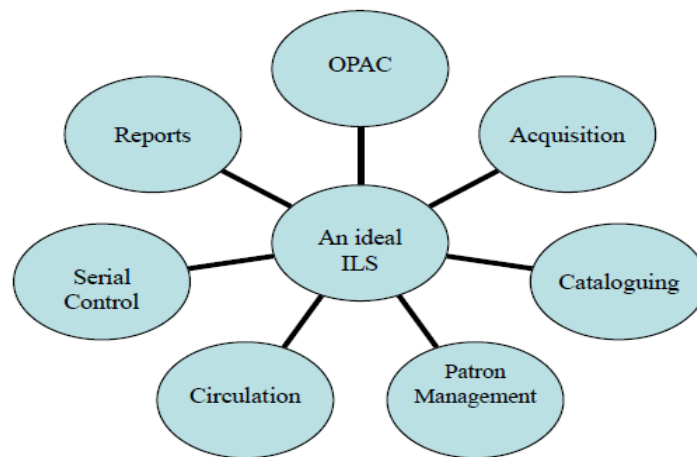 OPAC
Reports
Acquisition
An ideal
ILS
Serial
Control
Cataloguing
Circulation
Patron
Management